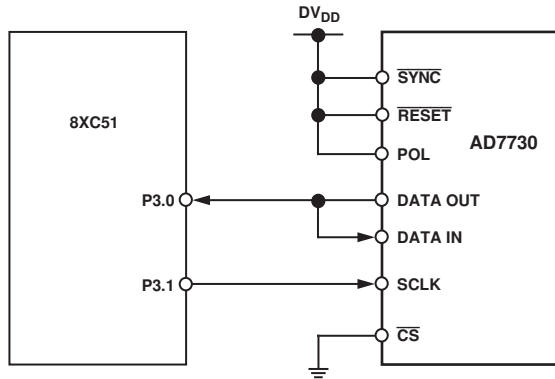 DVDD
8XC51
P3.0
P3.1
SYNC
RESET
POL
DATA OUT
DATA IN
SCLK
CS
AD7730